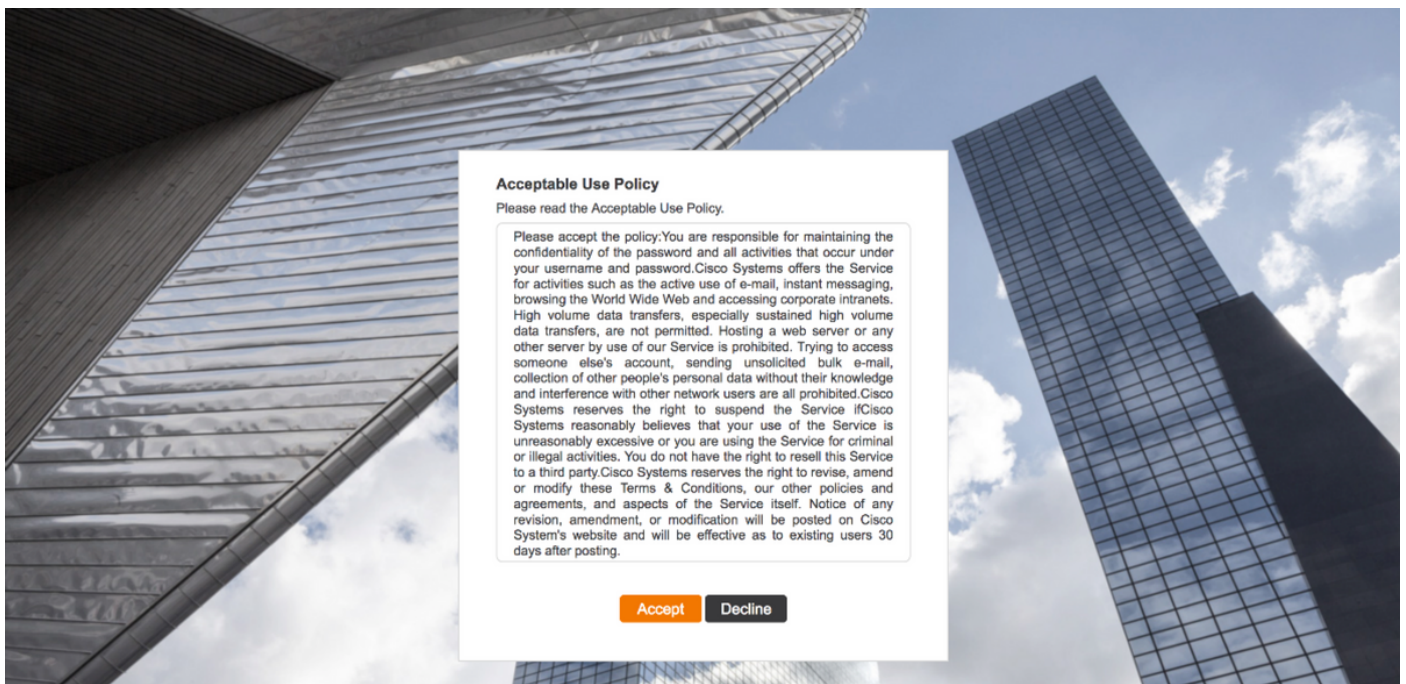 Acceptable Use Policy
Please read the Acceptable Use Policy.
Please accept the policy:You are responsible for maintaining the
confidentiality of the password and all activities that occur under
your username and password.Cisco Systems offers the Service
for activities such as the active use of e-mail, instant messaging,
browsing the World Wide Web and accessing corporate intranets.
High volume data transfers, especially sustained high volume
data transfers, are not permitted. Hosting a web server or any
other server by use of our Service is prohibited. Trying to access
someone else's account, sending unsolicited bulk e-mail,
collection of other people's personal data without their knowledge
and interference with other network users are all prohibited.Cisco
Systems reserves the right to suspend the Service ifCisco
Systems reasonably believes that your use of the Service is
unreasonably excessive or you are using the Service for criminal
or illegal activities. You do not have the right to resell this Service
to a third party.Cisco Systems reserves the right to revise, amend
or modify these Terms & Conditions, our other policies and
agreements, and aspects of the Service itself. Notice of any
revision, amendment, or modification will be posted on Cisco
System's website and will be effective as to existing users 30
days after posting.
Accept Decline